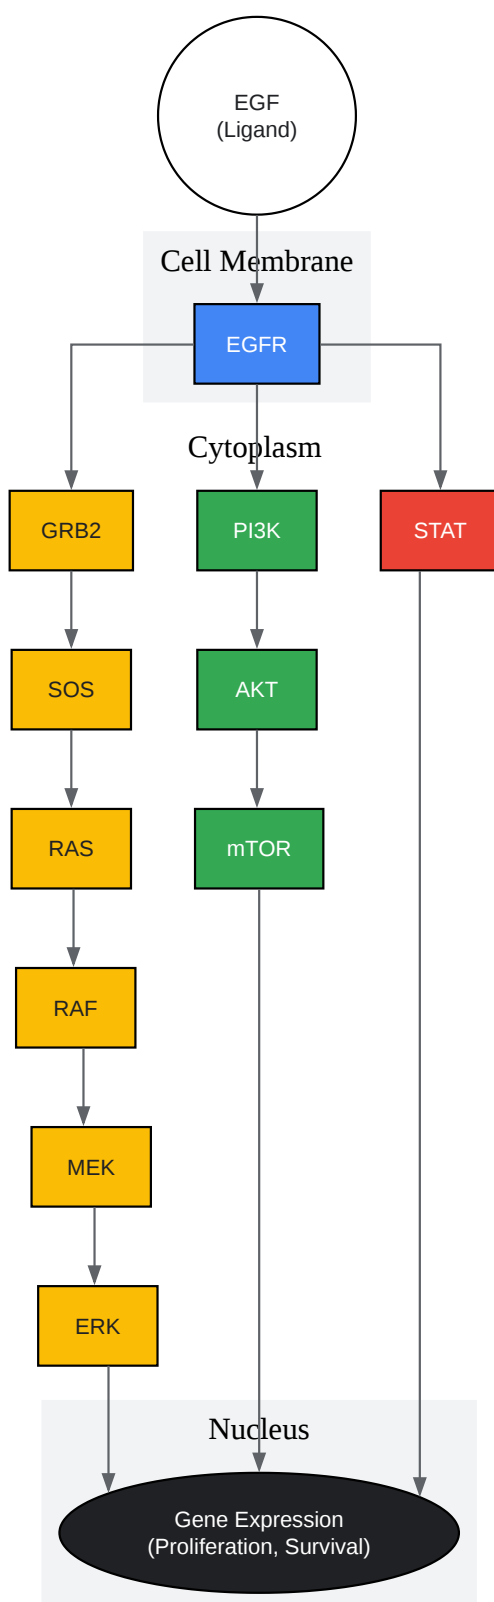 EGF
(Ligand)
Cell Membrane
EGFR
Cytoplasm
GRB2
PI3K
STAT
SOS
AKT
RAS
mTOR
RAF
MEK
ERK
Nucleus
Gene Expression
(Proliferation, Survival)